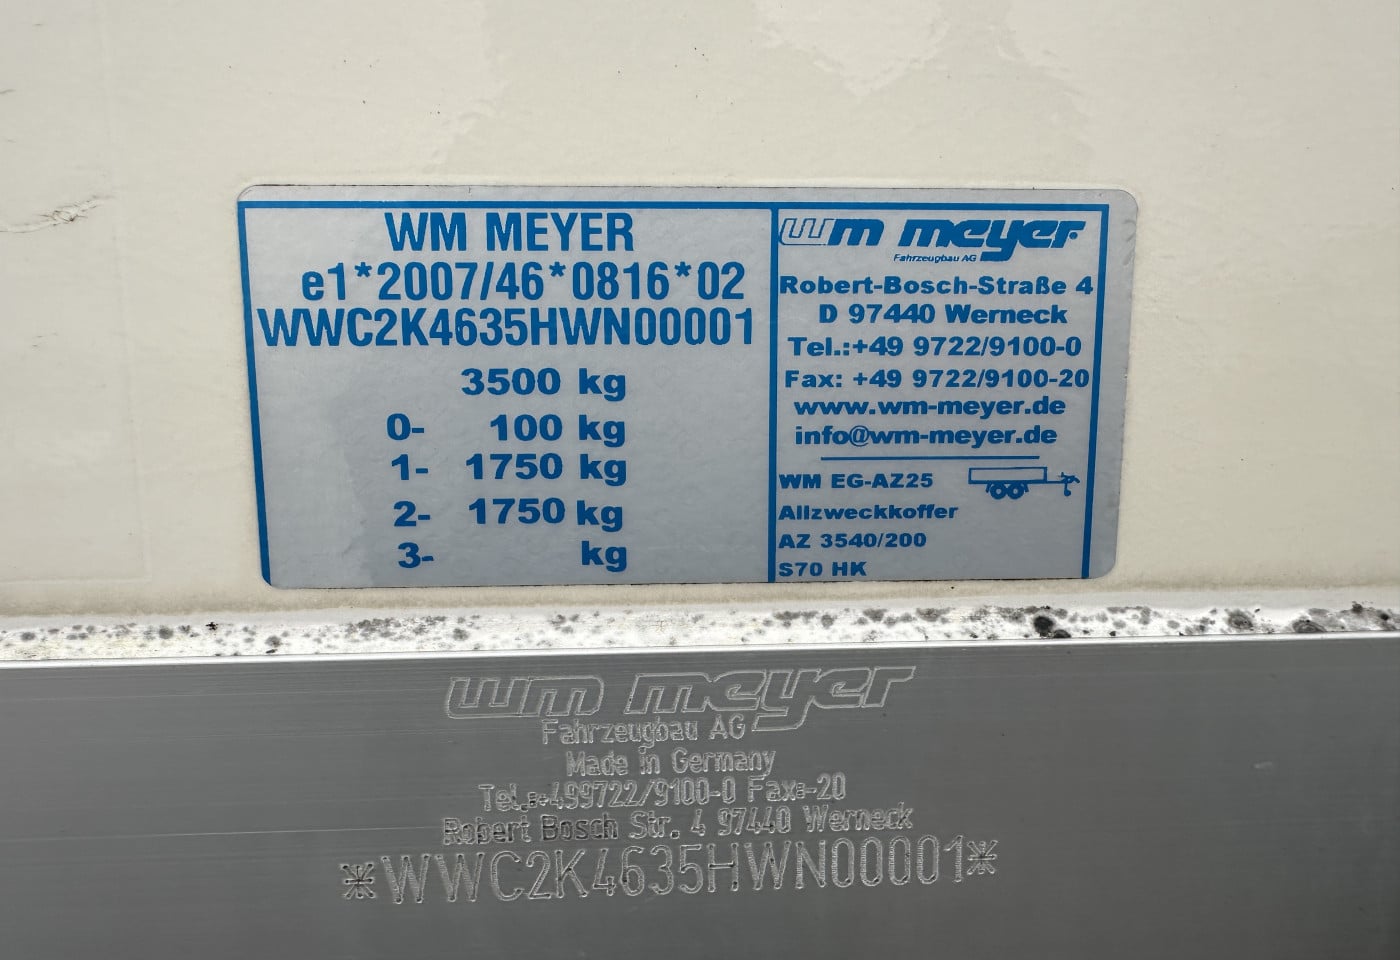 WM MEYER
e1*2007/46*0816*02
WWC2K4635HWN00001
3500 kg
0- 100 kg
1- 1750 kg
2- 1750 kg
3- kg
wm meyer
Fahrzeugbau AG
Robert-Bosch-Straße 4
D 97440 Werneck
Tel.:+49 9722/9100-0
Fax: +49 9722/9100-20
www.wm-meyer.de
info@wm-meyer.de
WM EG-AZ25
Allzweckkoffer
AZ 3540/200
S70 HK
wm meyer
Fahrzeugbau AG
Made in Germany
Tel.:+499722/9100-0 Fax:-20
Robert Bosch Str. 4 97440 Werneck
*WWC2K4635HWN00001*